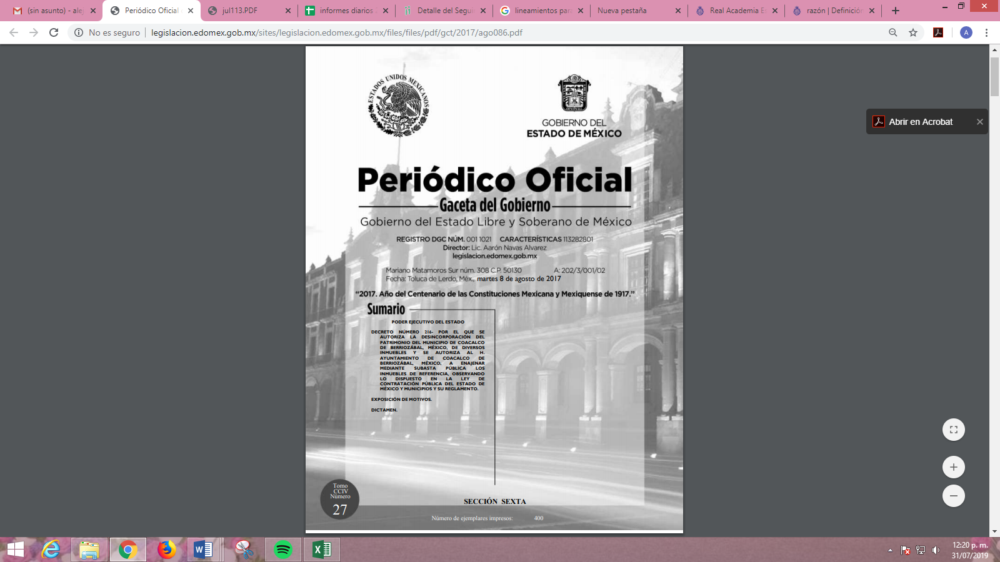 (sin asunto) - ale
Periódico Oficial
jul113.PDF
informes diarios
Detalle del Segui
lineamientos para
Nueva pestaña
Real Academia Es
razón | Definición
No es seguro
legislacion.edomex.gob.mx/sites/legislacion.edomex.gob.mx/files/files/pdf/gct/2017/ago086.pdf
A
ESTADOS UNIDOS MEXICANOS
GOBIERNO DEL
ESTADO DE MÉXICO
Abrir en Acrobat
Periódico Oficial
Gaceta del Gobierno
Gobierno del Estado Libre y Soberano de México
REGISTRO DGC NÚM. 001 1021 CARACTERÍSTICAS 113282801
Director: Lic. Aarón Navas Alvarez
legislacion.edomex.gob.mx
Mariano Matamoros Sur núm. 308 C.P. 50130 A: 202/3/001/02
Fecha: Toluca de Lerdo, Méx., martes 8 de agosto de 2017
“2017. Año del Centenario de las Constituciones Mexicana y Mexiquense de 1917.”
Sumario
PODER EJECUTIVO DEL ESTADO
DECRETO NÚMERO 216- POR EL QUE SE
AUTORIZA LA DESINCORPORACIÓN DEL
PATRIMONIO DEL MUNICIPIO DE COACALCO
DE BERRIOZÁBAL, MÉXICO, DE DIVERSOS
INMUEBLES Y SE AUTORIZA AL H.
AYUNTAMIENTO DE COACALCO DE
BERRIOZÁBAL, MÉXICO, A ENAJENAR
MEDIANTE SUBASTA PÚBLICA LOS
INMUEBLES DE REFERENCIA, OBSERVANDO
LO DISPUESTO EN LA LEY DE
CONTRATACIÓN PÚBLICA DEL ESTADO DE
MÉXICO Y MUNICIPIOS Y SU REGLAMENTO.
EXPOSICIÓN DE MOTIVOS.
DICTAMEN.
Tomo
CCIV
Número
27
SECCIÓN SEXTA
Número de ejemplares impresos: 400
12:20 p. m.
31/07/2019